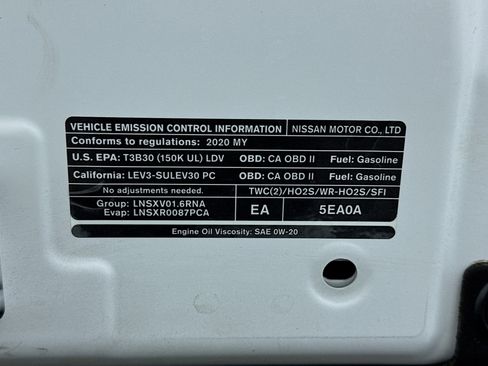 VEHICLE EMISSION CONTROL INFORMATION NISSAN MOTOR CO., LTD
Conforms to regulations: 2020 MY
U.S. EPA: T3B30 (150K UL) LDV OBD: CA OBD II Fuel: Gasoline
California: LEV3-SULEV30 PC OBD: CA OBD II Fuel: Gasoline
No adjustments needed. TWC(2)/HO2S/WR-HO2S/SFI
Group: LNSXV01.6RNA
Evap: LNSXR0087PCA
EA 5EA0A
Engine Oil Viscosity: SAE 0W-20